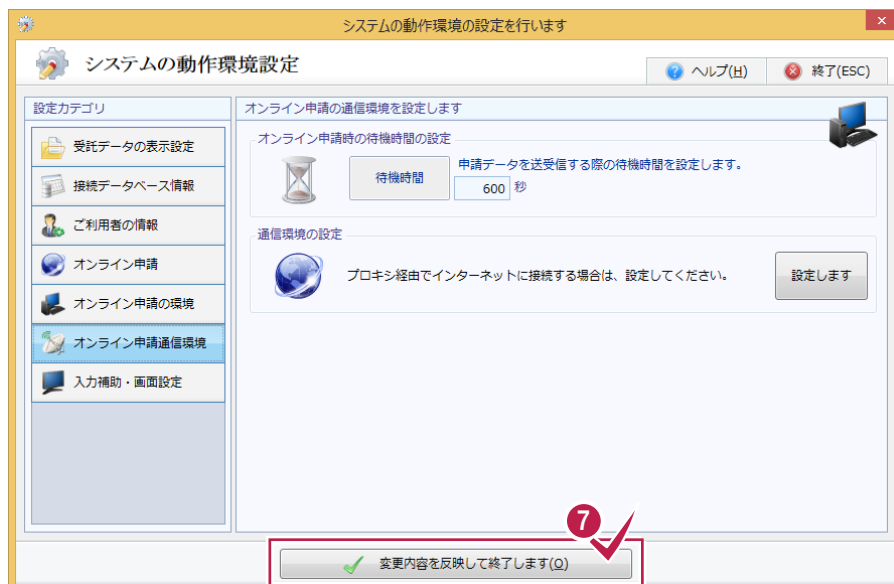 システムの動作環境の設定を行います
×
システムの動作環境設定
ヘルプ(H)
終了(ESC)
設定カテゴリ
受託データの表示設定
接続データベース情報
ご利用者の情報
オンライン申請
オンライン申請の環境
オンライン申請通信環境
入力補助・画面設定
オンライン申請の通信環境を設定します
オンライン申請時の待機時間の設定
待機時間
申請データを送受信する際の待機時間を設定します。
600 秒
通信環境の設定
プロキシ経由でインターネットに接続する場合は、設定してください。
設定します
7
変更内容を反映して終了します(O)